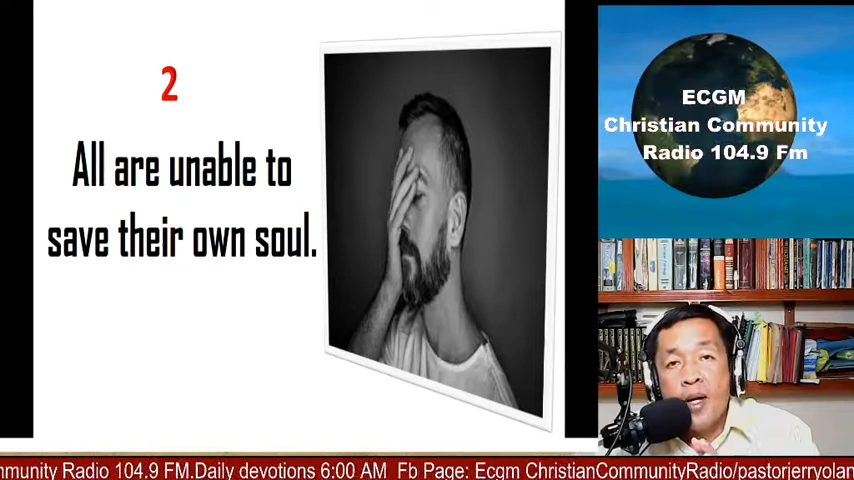 2
All are unable to
save their own soul.
ECGM
Christian Community
Radio 104.9 Fm
mmunity Radio 104.9 FM.Daily devotions 6:00 AM Fb Page: Ecgm ChristianCommunityRadio/pastorjerryolan